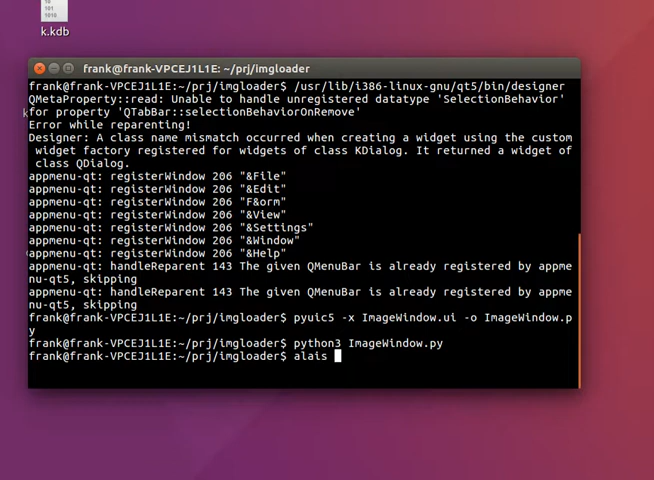 10
101
1010
k.kdb
frank@frank-VPCEJ1L1E: ~/prj/imgloader
frank@frank-VPCEJ1L1E:~/prj/imgloader$ /usr/lib/i386-linux-gnu/qt5/bin/designer
QMetaProperty::read: Unable to handle unregistered datatype 'SelectionBehavior'
for property 'QTabBar::selectionBehaviorOnRemove'
Error while reparenting!
Designer: A class name mismatch occurred when creating a widget using the custom
widget factory registered for widgets of class KDialog. It returned a widget of
class QDialog.
appmenu-qt: registerWindow 206 "&File"
appmenu-qt: registerWindow 206 "&Edit"
appmenu-qt: registerWindow 206 "F&orm"
appmenu-qt: registerWindow 206 "&View"
appmenu-qt: registerWindow 206 "&Settings"
appmenu-qt: registerWindow 206 "&Window"
appmenu-qt: registerWindow 206 "&Help"
appmenu-qt: handleReparent 143 The given QMenuBar is already registered by appme
nu-qt5, skipping
appmenu-qt: handleReparent 143 The given QMenuBar is already registered by appme
nu-qt5, skipping
frank@frank-VPCEJ1L1E:~/prj/imgloader$ pyuic5 -x ImageWindow.ui -o ImageWindow.p
y
frank@frank-VPCEJ1L1E:~/prj/imgloader$ python3 ImageWindow.py
frank@frank-VPCEJ1L1E:~/prj/imgloader$ alais